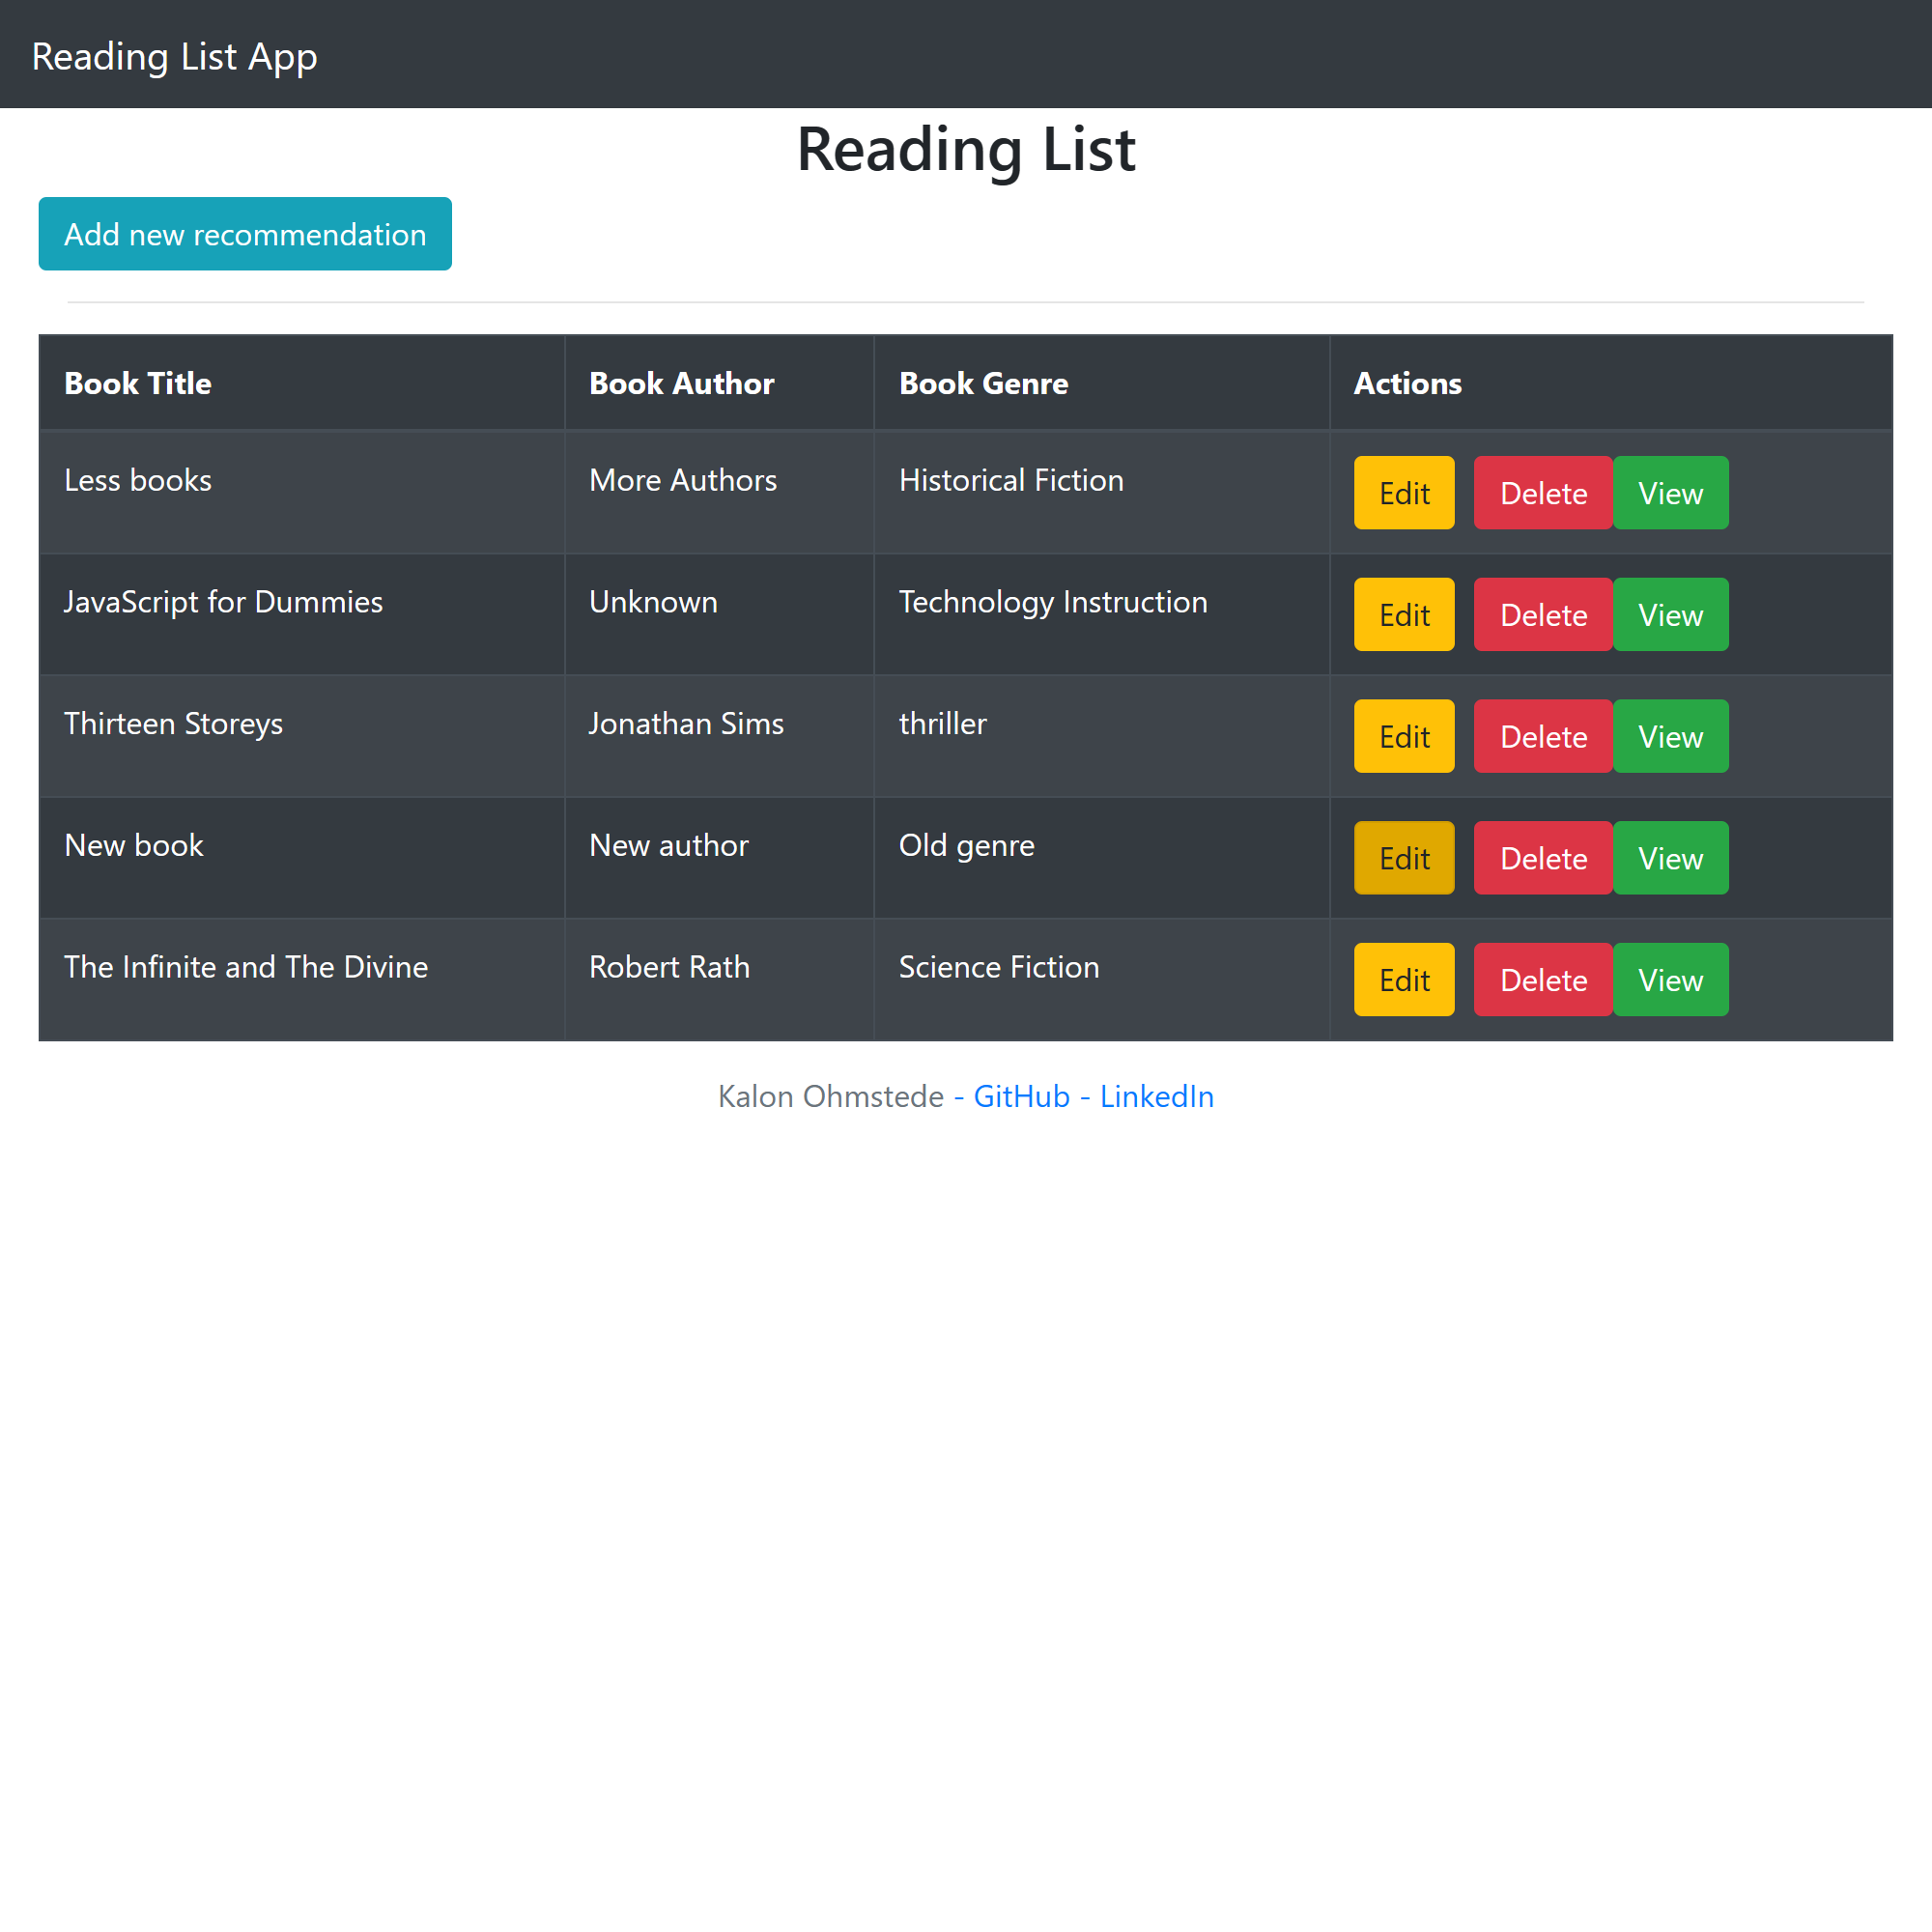 Reading List App
Reading List
Add new recommendation
Book Title Book Author Book Genre Actions
Less books More Authors Historical Fiction Edit Delete View
JavaScript for Dummies Unknown Technology Instruction Edit Delete View
Thirteen Storeys Jonathan Sims thriller Edit Delete View
New book New author Old genre Edit Delete View
The Infinite and The Divine Robert Rath Science Fiction Edit Delete View
Kalon Ohmstede - GitHub - LinkedIn